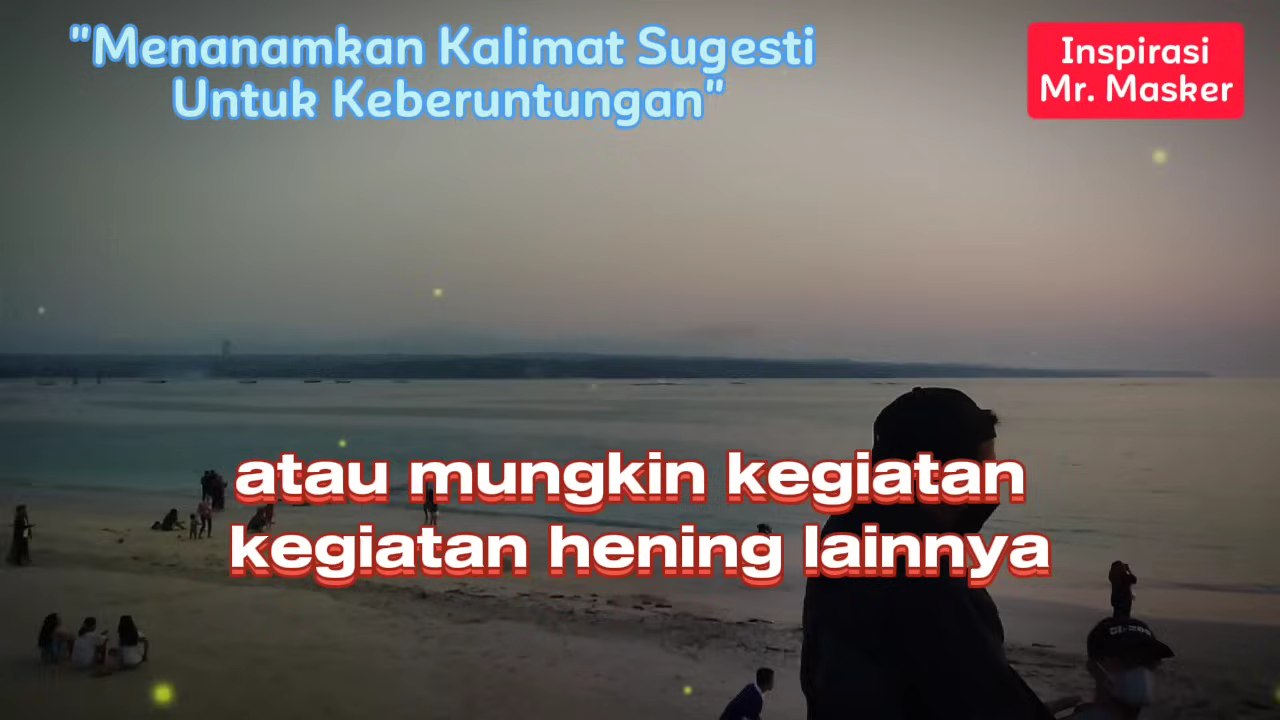 "Menanamkan Kalimat Sugesti
Untuk Keberuntungan"
Inspirasi
Mr. Masker
atau mungkin kegiatan
kegiatan hening lainnya